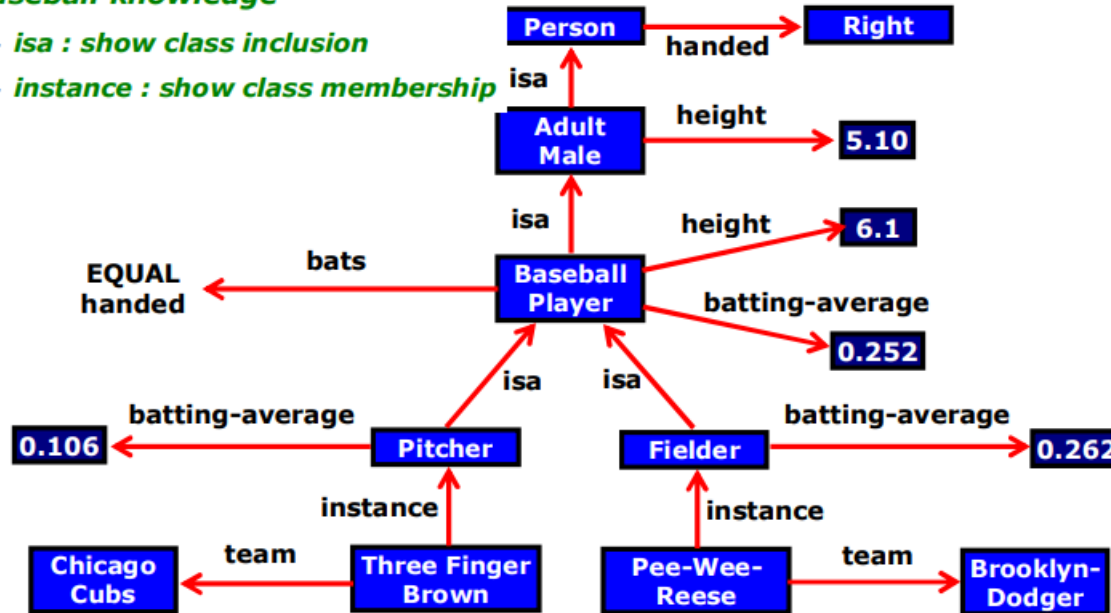 isa : show class inclusion
instance : show class membership
Person
handed
Right
isa
Adult
Male
height
5.10
isa
height
6.1
EQUAL
handed
bats
Baseball
Player
batting-average
0.252
isa
isa
batting-average
batting-average
0.106
Pitcher
Fielder
0.262
instance
instance
Chicago
Cubs
team
Three Finger
Brown
Pee-Wee-
Reese
team
Brooklyn-
Dodger